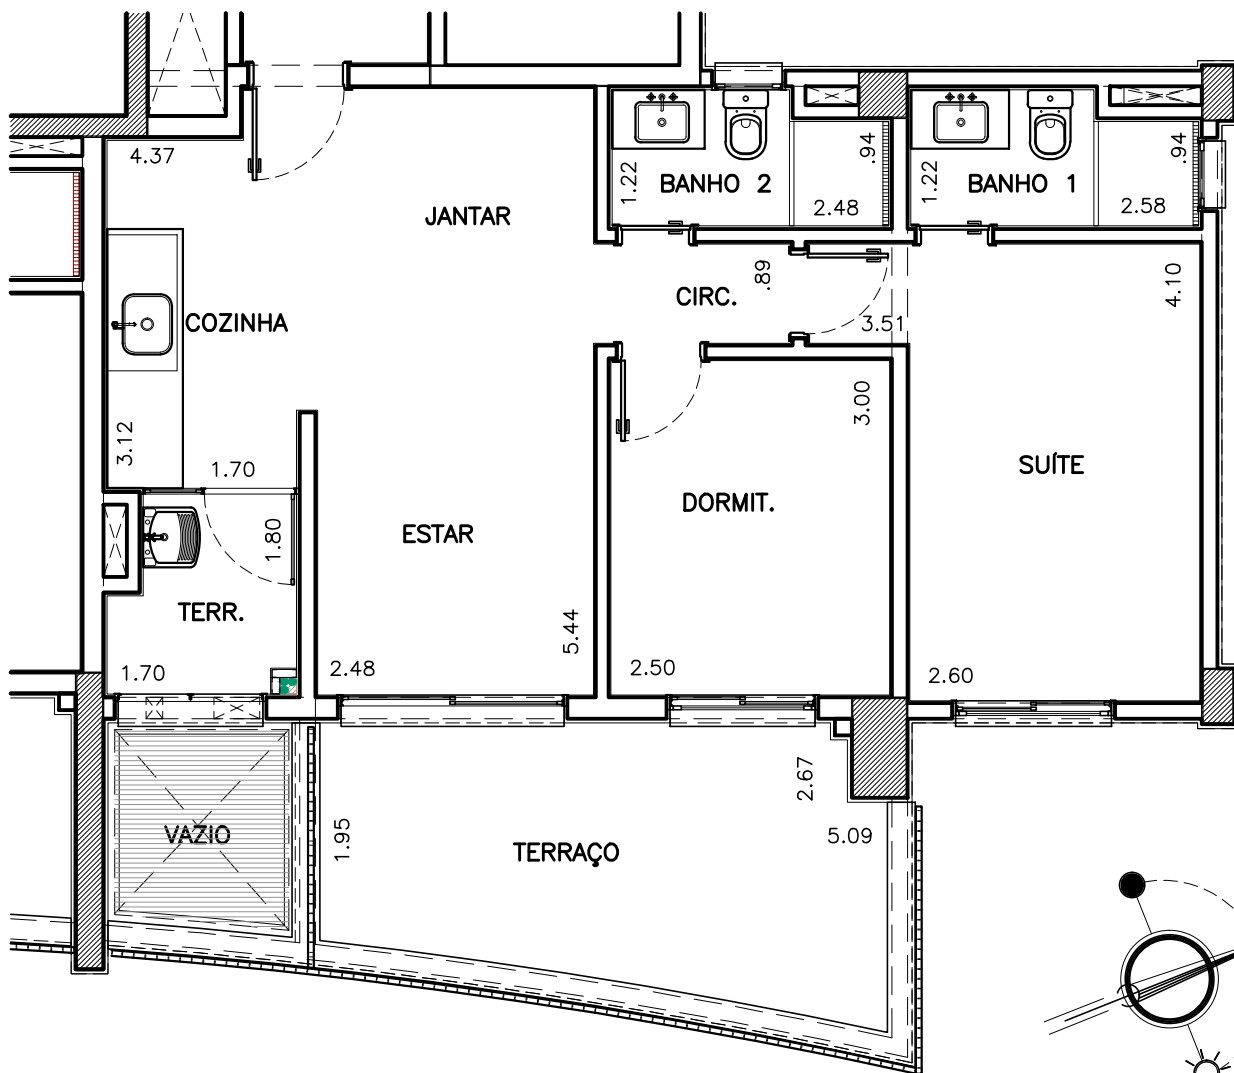 4.37
JANTAR
1.22
BANHO 2
.94
2.48
1.22
BANHO 1
.94
2.58
COZINHA
CIRC.
.89
3.51
4.10
3.12
1.70
3.00
SUÍTE
DORMIT.
ESTAR
1.80
TERR.
1.70
2.48
5.44
2.50
2.60
VAZIO
1.95
TERRAÇO
2.67
5.09